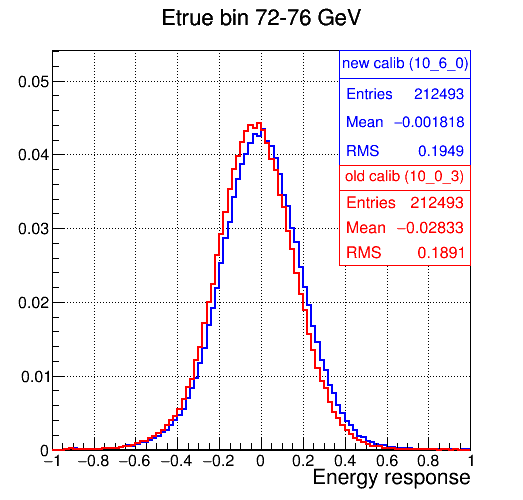 Etrue bin 72-76 GeV
new calib (10_6_0)
Entries 212493
Mean −0.001818
RMS 0.1949
old calib (10_0_3)
Entries 212493
Mean −0.02833
RMS 0.1891
0.05
0.04
0.03
0.02
0.01
0
−1 −0.8 −0.6 −0.4 −0.2 0 0.2 0.4 0.6 0.8 1
Energy response